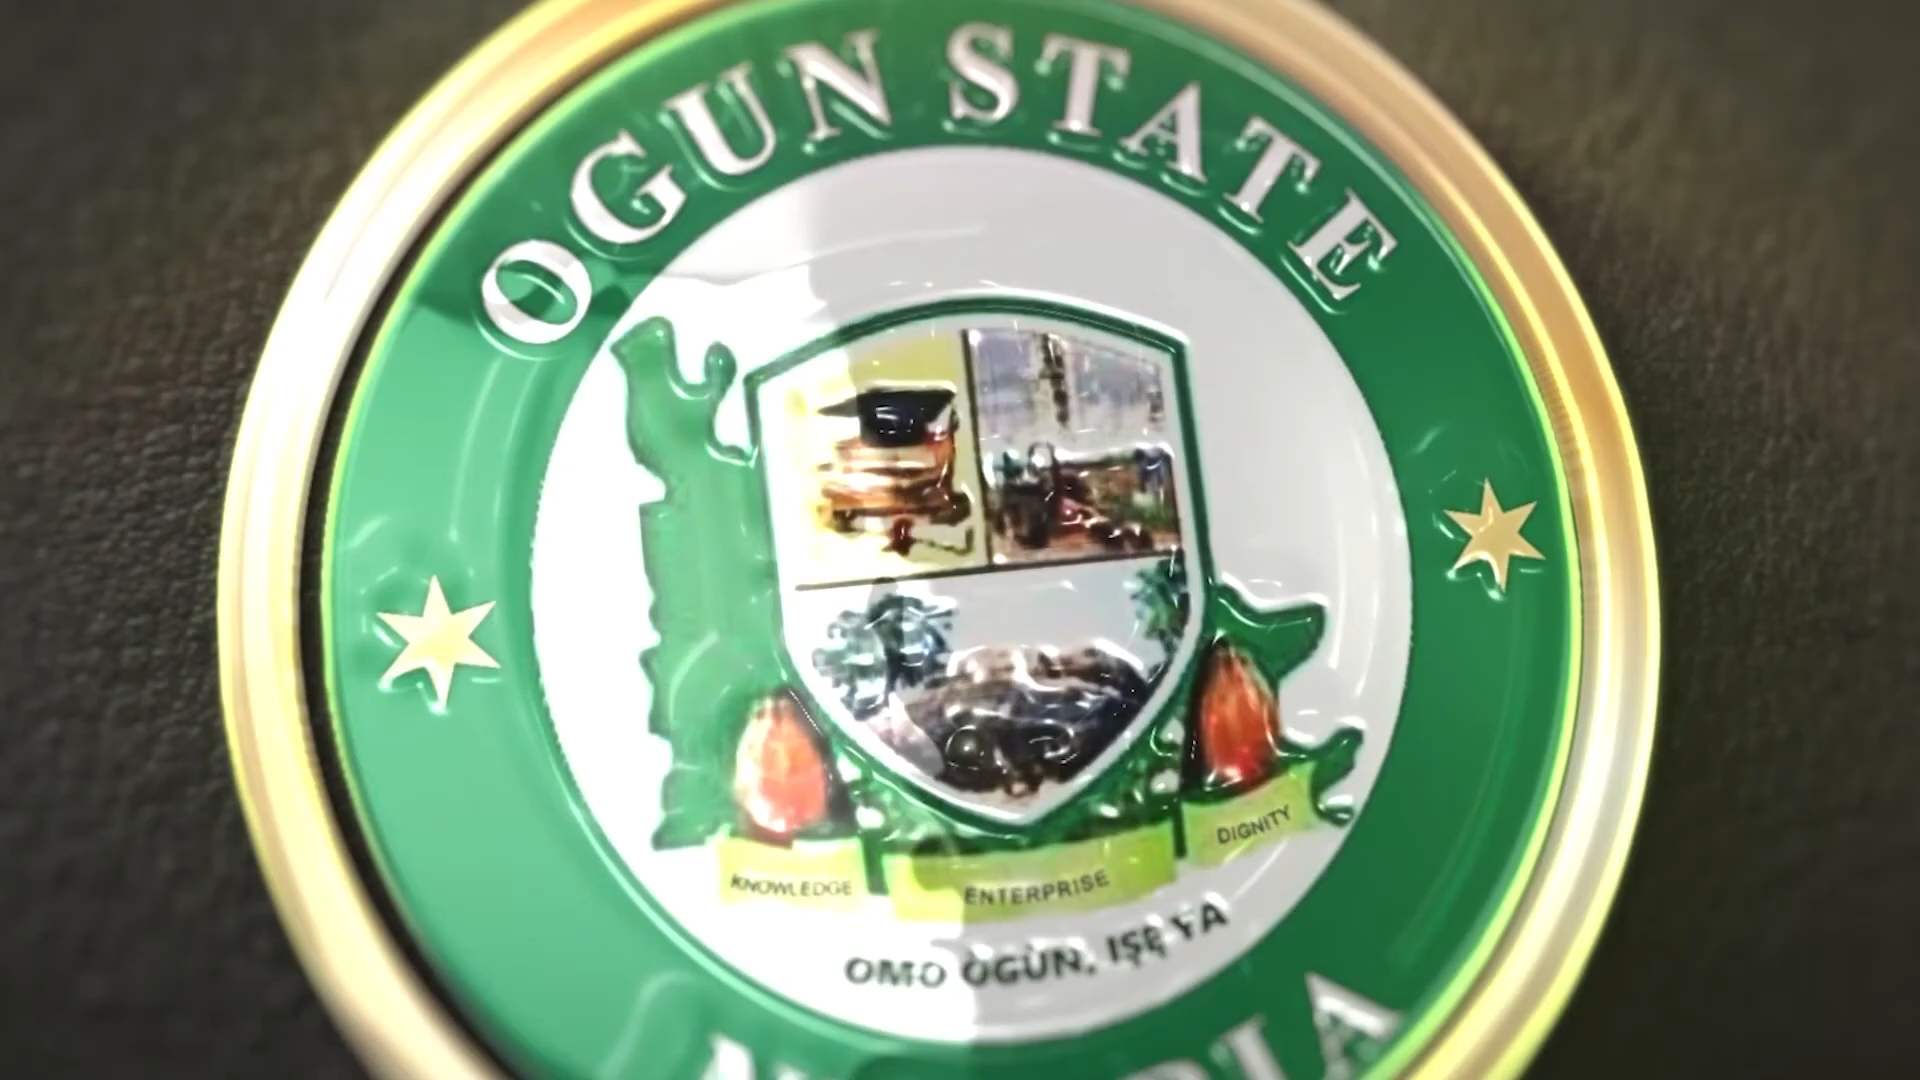 OGUN STATE
KNOWLEDGE
ENTERPRISE
DIGNITY
OMO OGUN, IṢẸ YA